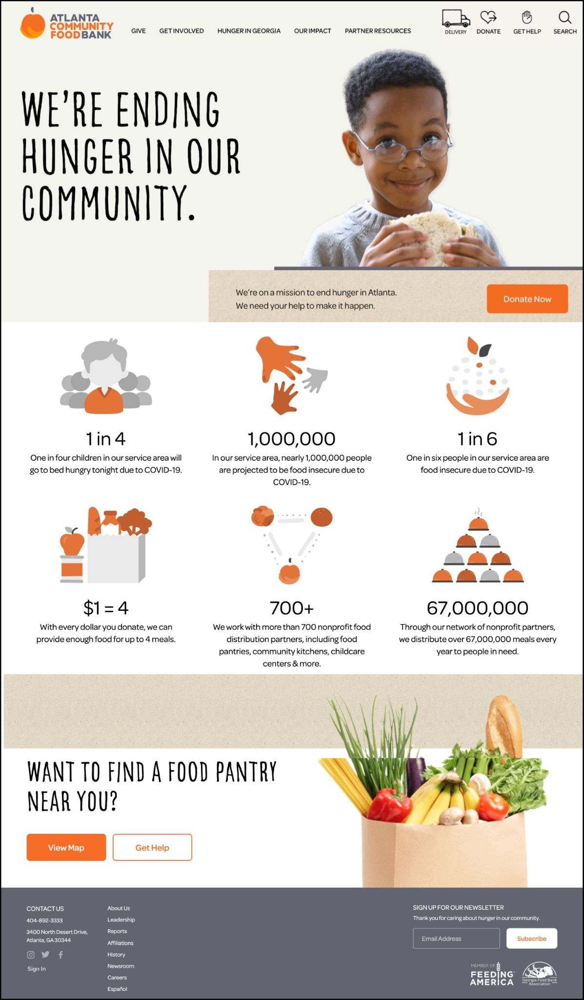 ATLANTA
COMMUNITY
FOODBANK
GIVE
GET INVOLVED
HUNGER IN GEORGIA
OUR IMPACT
PARTNER RESOURCES
DELIVERY
DONATE
GET HELP
SEARCH
WE'RE ENDING
HUNGER IN OUR
COMMUNITY.
We're on a mission to end hunger in Atlanta.
We need your help to make it happen.
Donate Now
1 in 4
One in four children in our service area will
go to bed hungry tonight due to COVID-19.
1,000,000
In our service area, nearly 1,000,000 people
are projected to be food insecure due to
COVID-19.
1 in 6
One in six people in our service area are
food insecure due to COVID-19.
$1 = 4
With every dollar you donate, we can
provide enough food for up to 4 meals.
700+
We work with more than 700 nonprofit food
distribution partners, including food
pantries, community kitchens, childcare
centers & more.
67,000,000
Through our network of nonprofit partners,
we distribute over 67,000,000 meals every
year to people in need.
WANT TO FIND A FOOD PANTRY
NEAR YOU?
View Map
Get Help
CONTACT US
404-892-3333
3400 North Desert Drive,
Atlanta, GA 30344
Sign In
About Us
Leadership
Reports
Affiliations
History
Newsroom
Careers
Español
SIGN UP FOR OUR NEWSLETTER
Thank you for caring about hunger in our community.
Email Address
Subscribe
MEMBER OF
FEEDING
AMERICA
Georgia Food Bank
Association